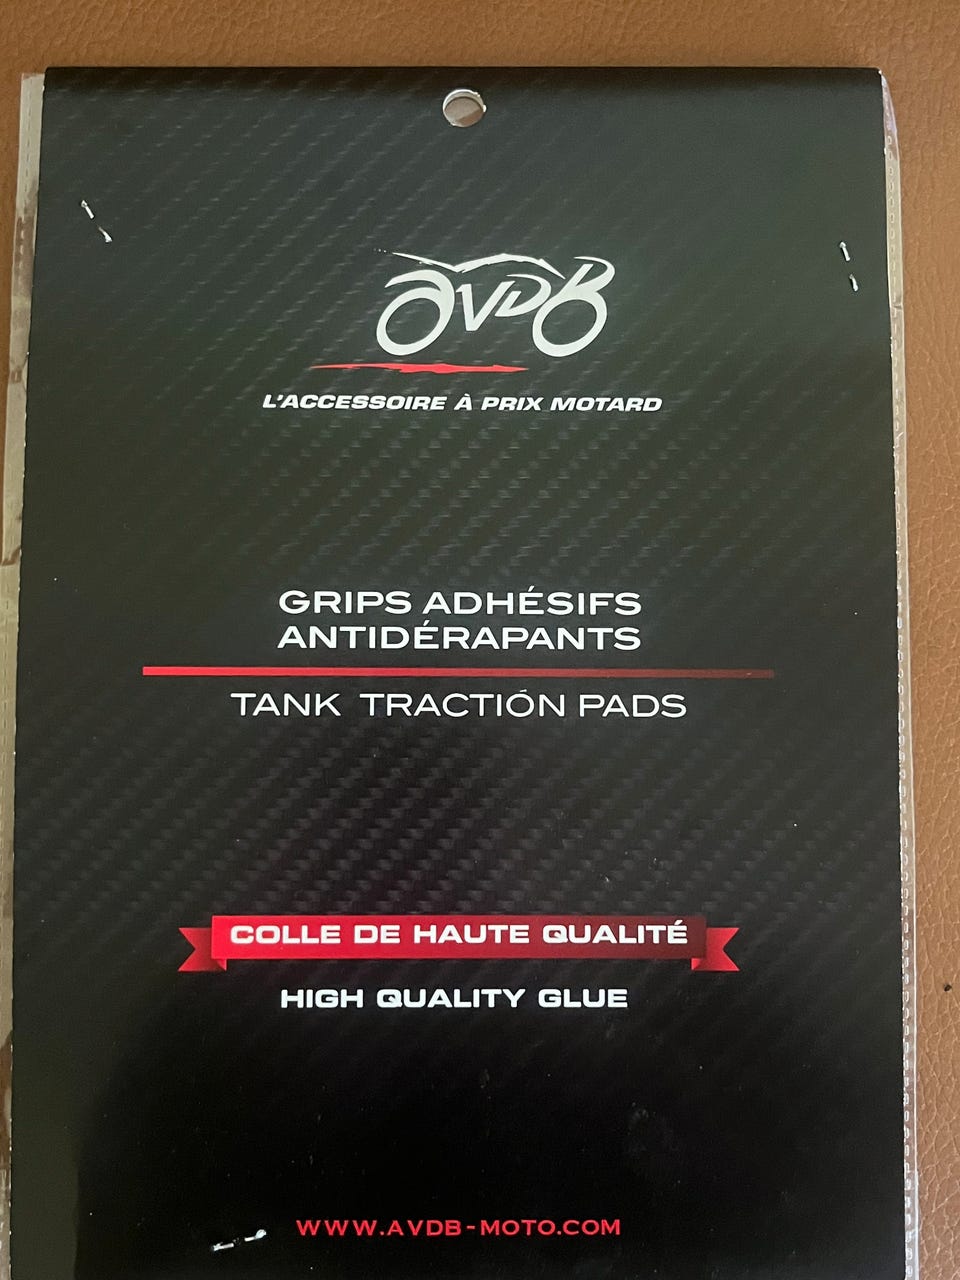 AVDB
L'ACCESSOIRE À PRIX MOTARD
GRIPS ADHÉSIFS
ANTIDÉRAPANTS
TANK TRACTIÓN PADS
COLLE DE HAUTE QUALITÉ
HIGH QUALITY GLUE
WWW.AVDB-MOTO.COM